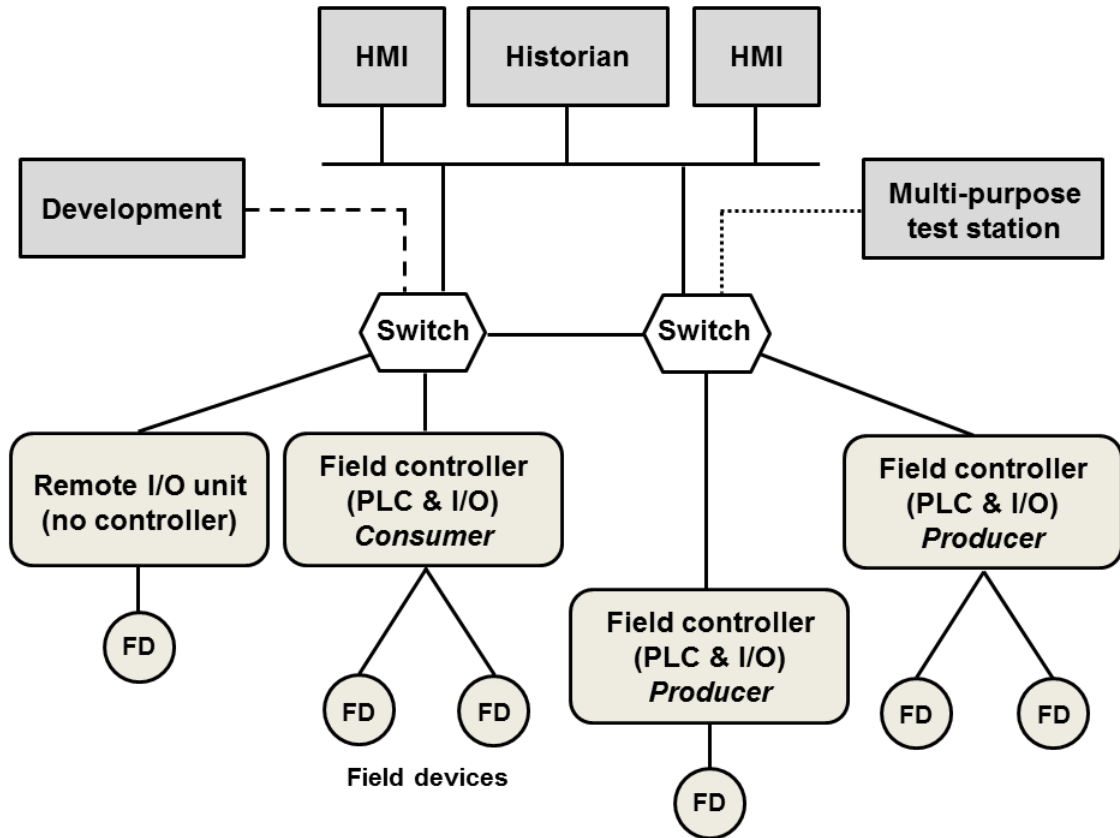 HMI
Historian
HMI
Development
Multi-purpose
test station
Switch
Switch
Remote I/O unit
(no controller)
Field controller
(PLC & I/O)
Consumer
Field controller
(PLC & I/O)
Producer
Field controller
(PLC & I/O)
Producer
FD
FD
FD
FD
FD
FD
Field devices